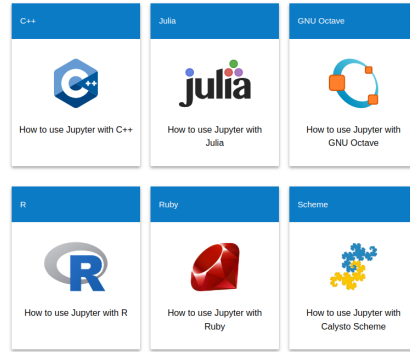 C++
Julia
GNU Octave
C++
julia
How to use Jupyter with C++
How to use Jupyter with
Julia
How to use Jupyter with
GNU Octave
R
Ruby
Scheme
R
How to use Jupyter with R
How to use Jupyter with
Ruby
How to use Jupyter with
Calysto Scheme